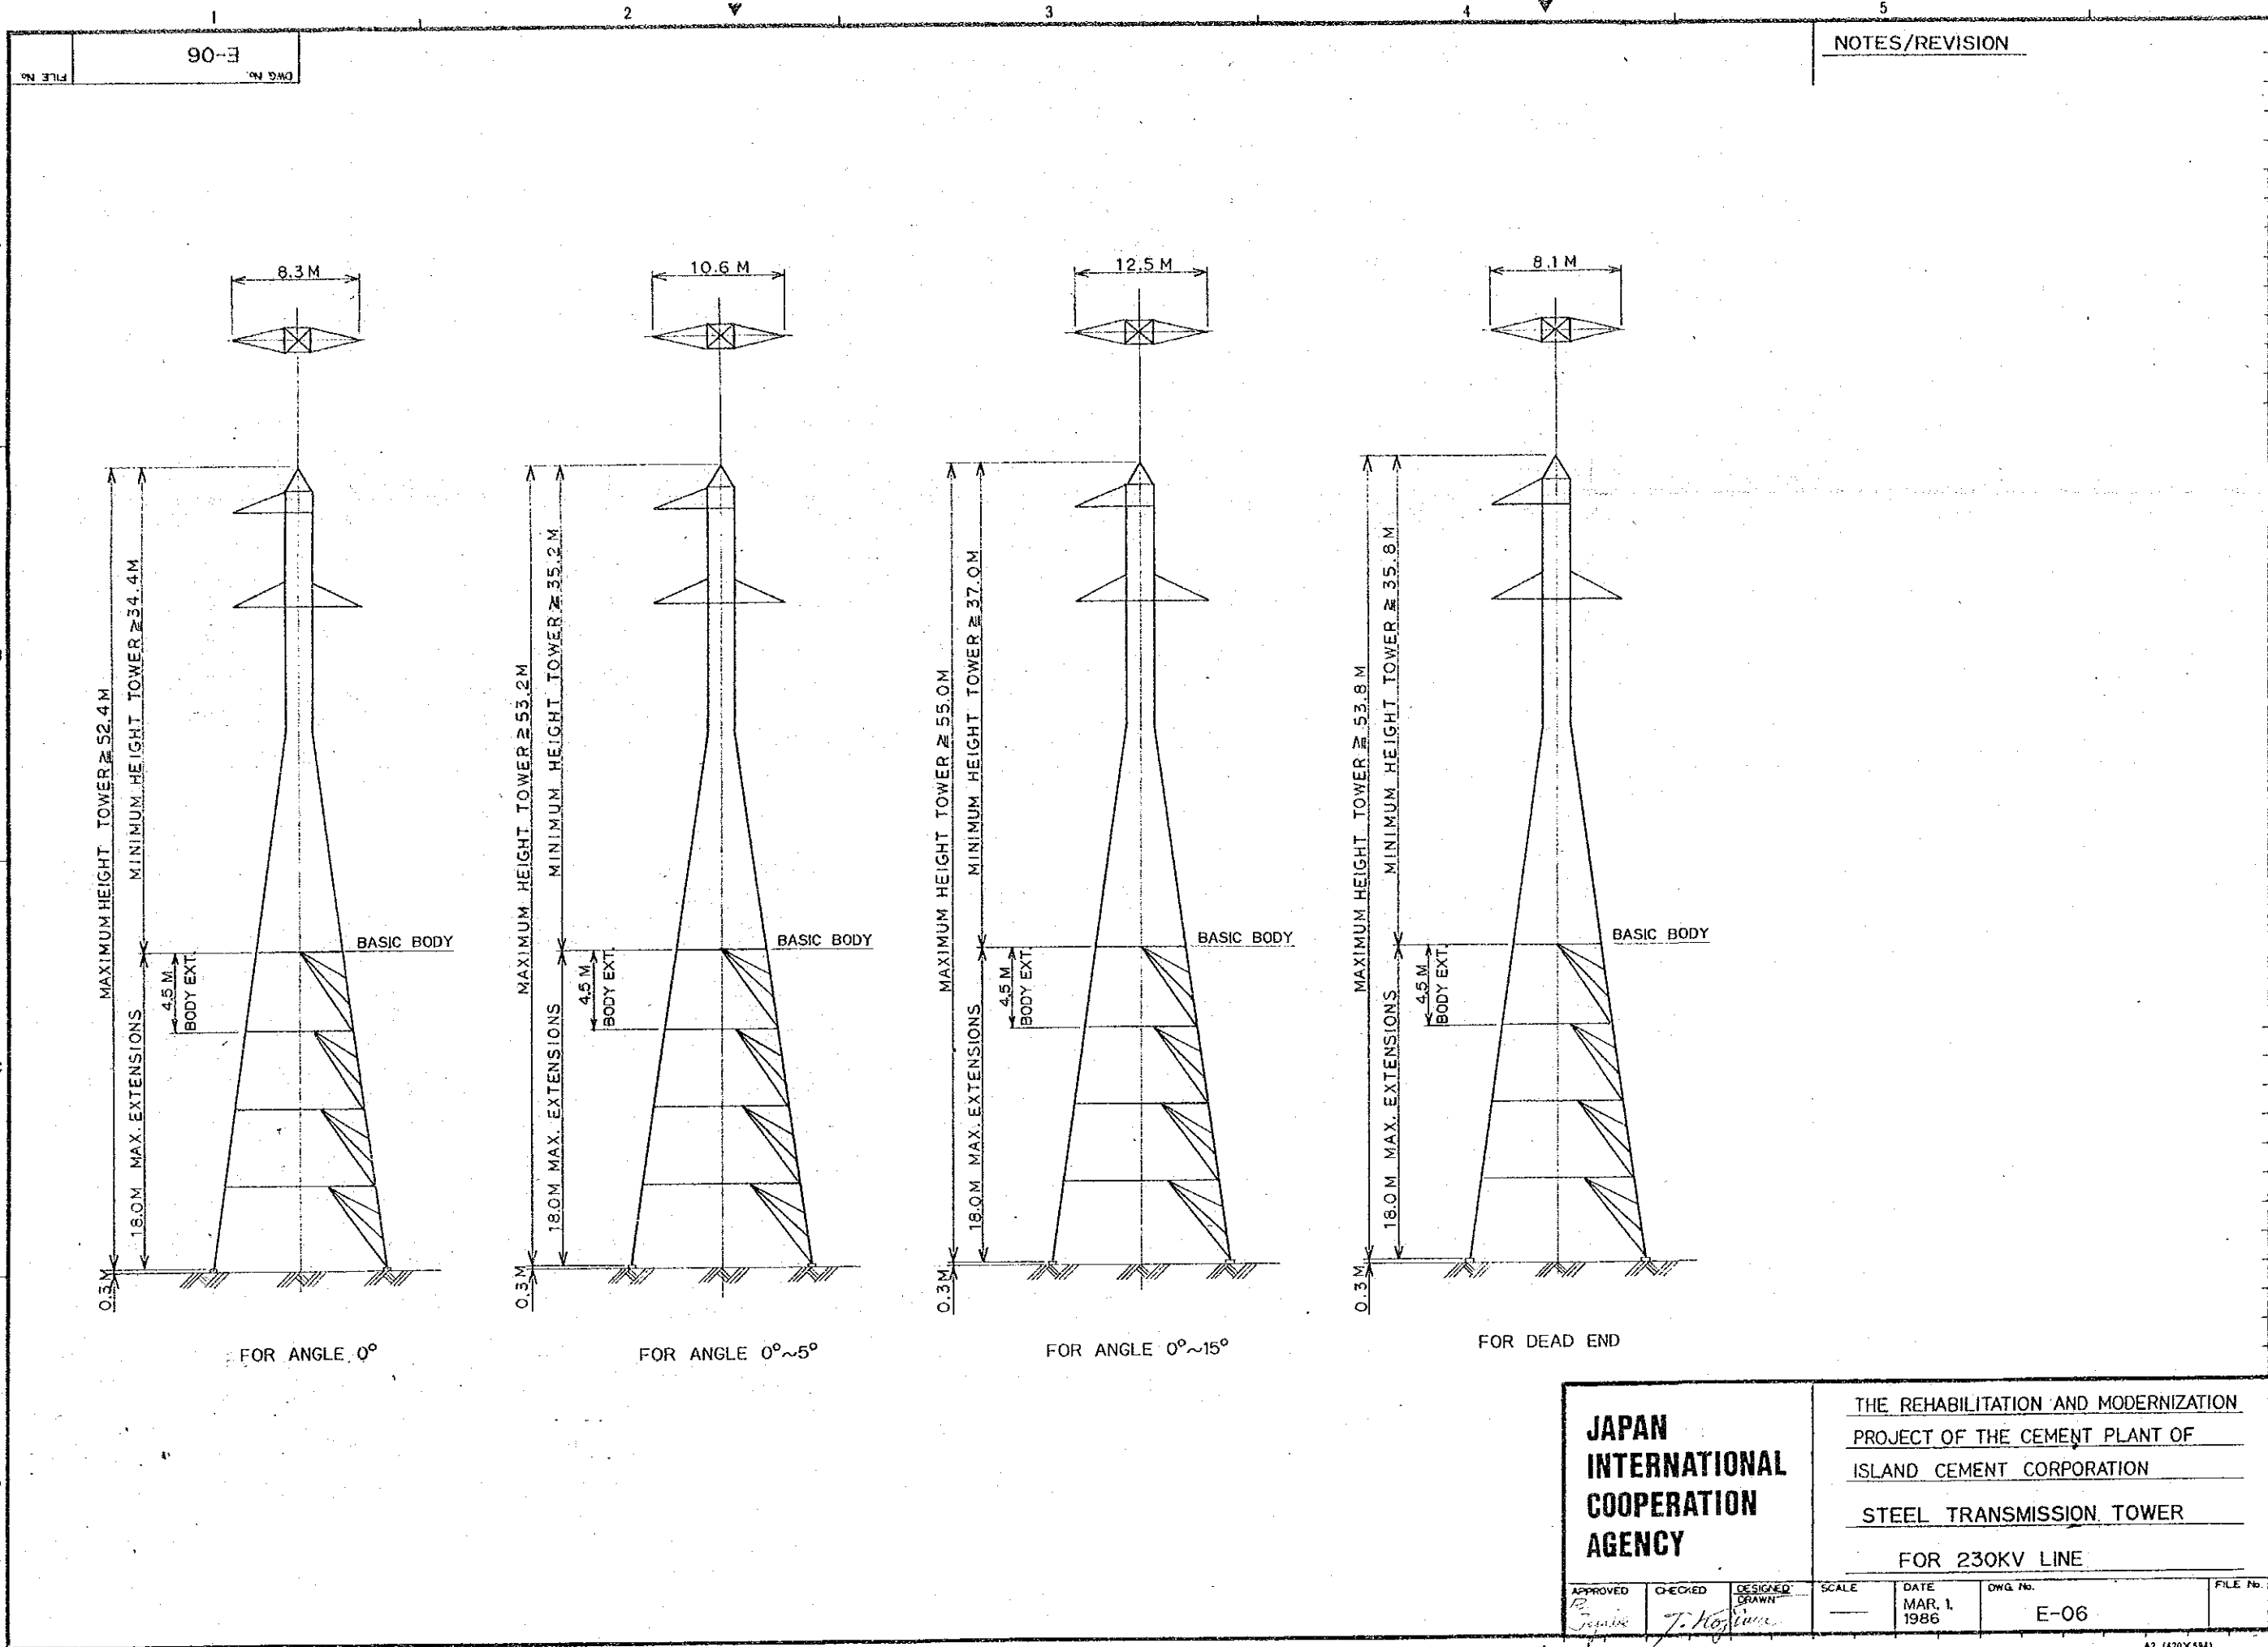 1 2 3 4 5
E-06
DWG No.
FILE No
NOTES/REVISION
8.3 M
10.6 M
12.5 M
8.1 M
MAXIMUM HEIGHT TOWER ≧ 52.4 M
MINIMUM HEIGHT TOWER ≧ 34.4 M
18.0 M MAX. EXTENSIONS
4.5 M
BODY EXT.
BASIC BODY
0.3 M
FOR ANGLE 0°
MAXIMUM HEIGHT TOWER ≧ 53.2 M
MINIMUM HEIGHT TOWER ≧ 35.2 M
18.0 M MAX. EXTENSIONS
4.5 M
BODY EXT.
BASIC BODY
0.3 M
FOR ANGLE 0°~5°
MAXIMUM HEIGHT TOWER ≧ 55.0 M
MINIMUM HEIGHT TOWER ≧ 37.0 M
18.0 M MAX. EXTENSIONS
4.5 M
BODY EXT.
BASIC BODY
0.3 M
FOR ANGLE 0°~15°
MAXIMUM HEIGHT TOWER ≧ 53.8 M
MINIMUM HEIGHT TOWER ≧ 35.8 M
18.0 M MAX. EXTENSIONS
4.5 M
BODY EXT.
BASIC BODY
0.3 M
FOR DEAD END
JAPAN
INTERNATIONAL
COOPERATION
AGENCY
THE REHABILITATION AND MODERNIZATION
PROJECT OF THE CEMENT PLANT OF
ISLAND CEMENT CORPORATION
STEEL TRANSMISSION TOWER
FOR 230KV LINE
APPROVED
CHECKED
DESIGNED
DRAWN
SCALE
DATE
MAR, 1,
1986
DWG No.
E-06
FILE No.
A2 (420×594)